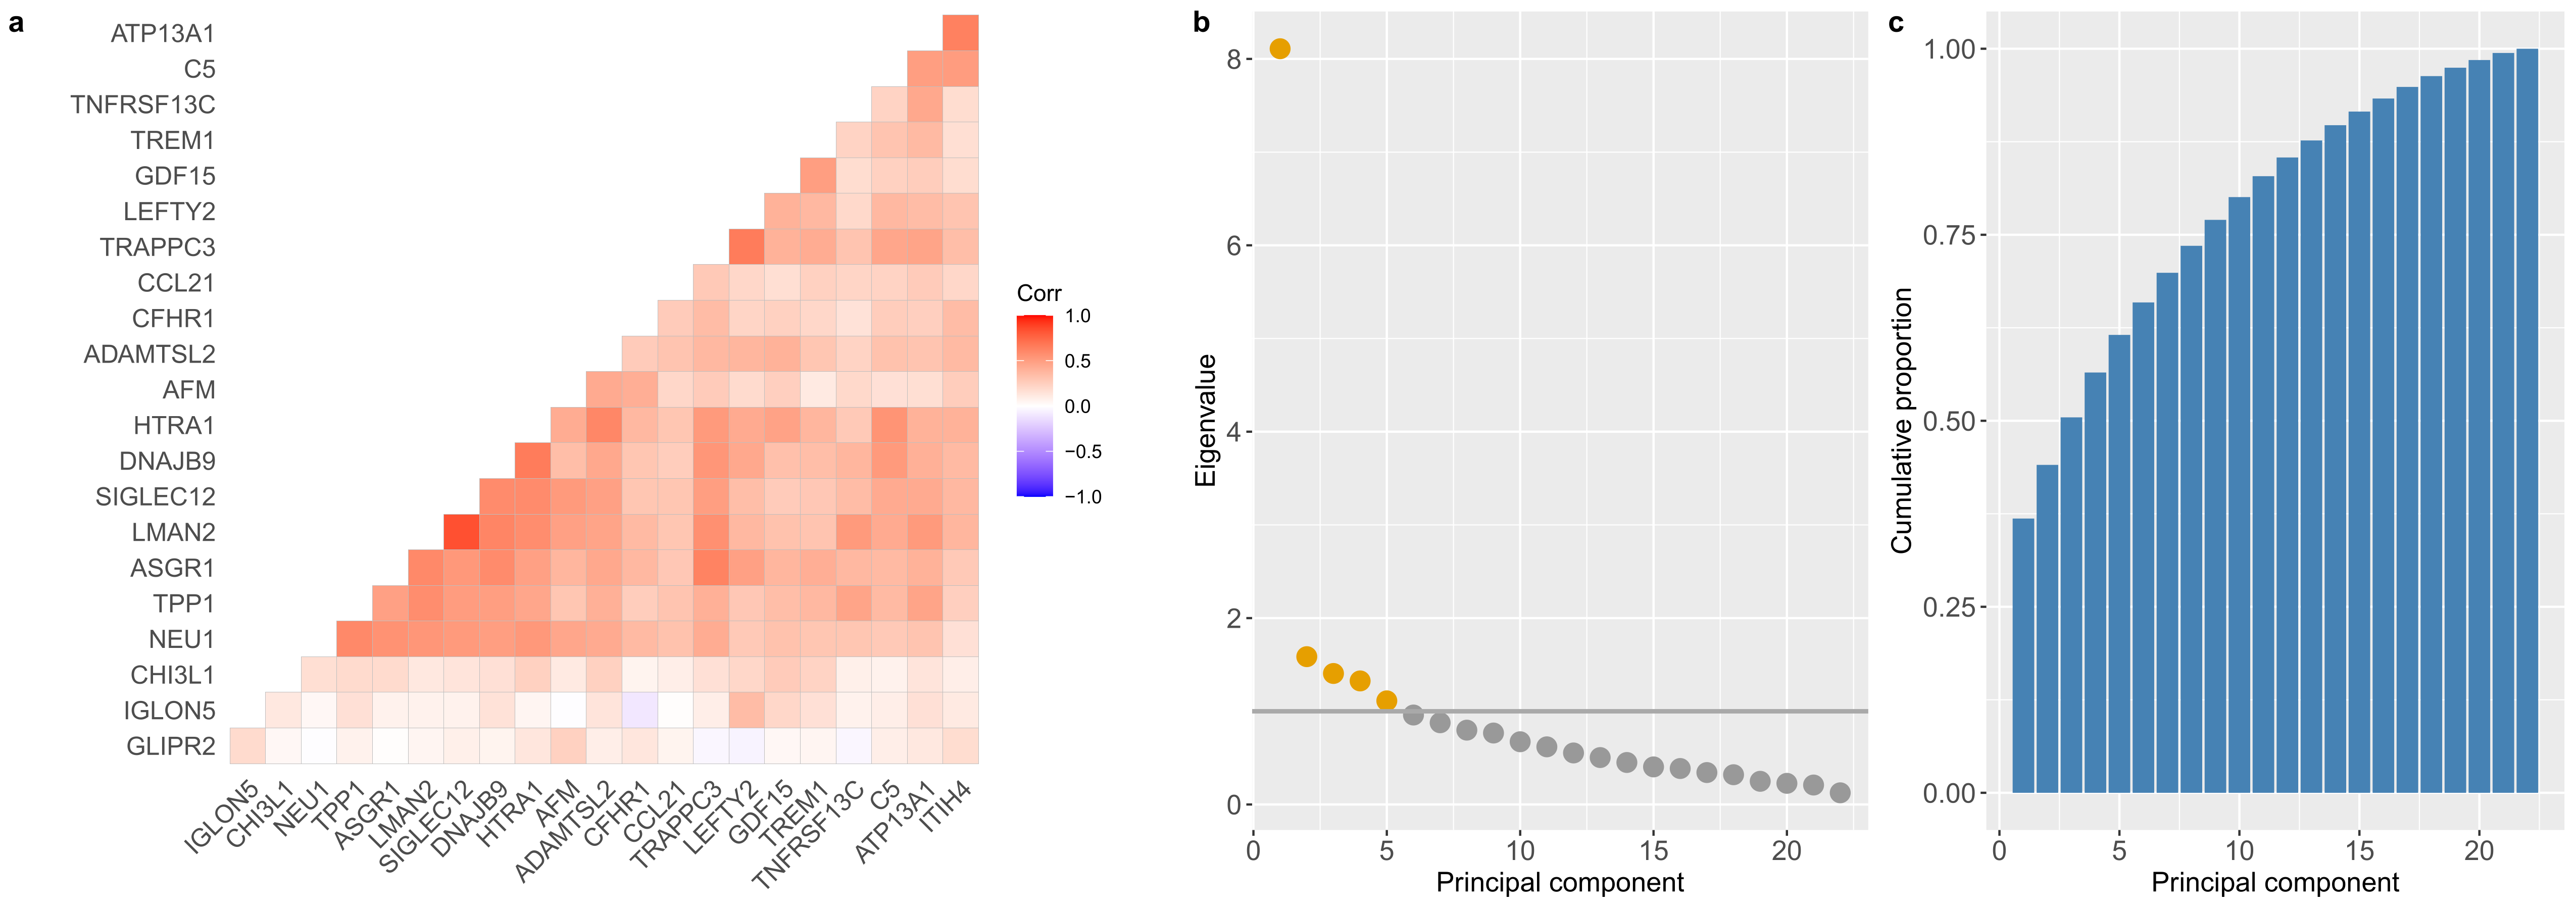 a
ATP13A1
C5
TNFRSF13C
TREM1
GDF15
LEFTY2
TRAPPC3
CCL21
CFHR1
ADAMTSL2
AFM
HTRA1
DNAJB9
SIGLEC12
LMAN2
ASGR1
TPP1
NEU1
CHI3L1
IGLON5
GLIPR2
IGLON5
CHI3L1
NEU1
TPP1
ASGR1
LMAN2
SIGLEC12
DNAJB9
HTRA1
AFM
ADAMTSL2
CFHR1
CCL21
TRAPPC3
LEFTY2
GDF15
TREM1
TNFRSF13C
C5
ATP13A1
ITIH4
Corr
1.0
0.5
0.0
−0.5
−1.0
b
Eigenvalue
8
6
4
2
0
0 5 10 15 20
Principal component
c
Cumulative proportion
1.00
0.75
0.50
0.25
0.00
0 5 10 15 20
Principal component